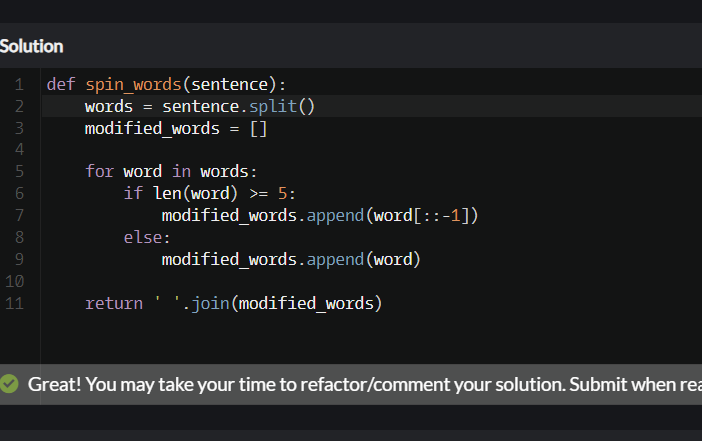 Solution
1 def spin_words(sentence):
2     words = sentence.split()
3     modified_words = []
4
5     for word in words:
6         if len(word) >= 5:
7             modified_words.append(word[::-1])
8         else:
9             modified_words.append(word)
10
11     return ' '.join(modified_words)
Great! You may take your time to refactor/comment your solution. Submit when